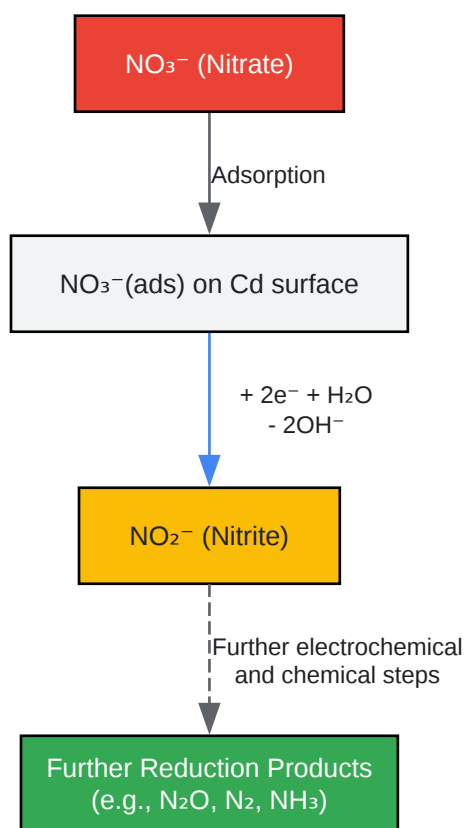 NO₃⁻ (Nitrate)
Adsorption
NO₃⁻(ads) on Cd surface
+ 2e⁻ + H₂O
- 2OH⁻
NO₂⁻ (Nitrite)
Further electrochemical
and chemical steps
Further Reduction Products
(e.g., N₂O, N₂, NH₃)